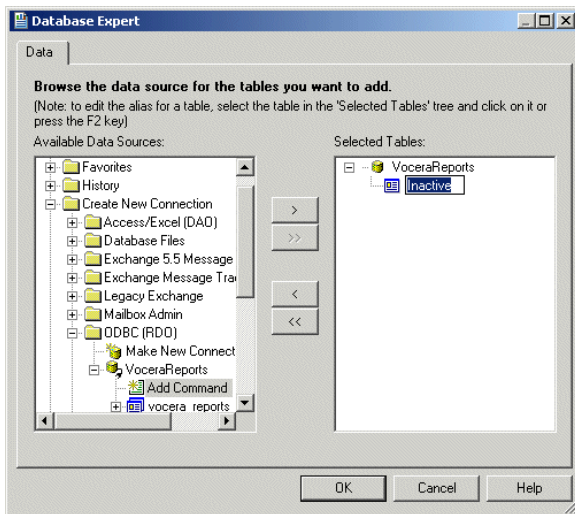 Database Expert
Data
Browse the data source for the tables you want to add.
(Note: to edit the alias for a table, select the table in the 'Selected Tables' tree and click on it or
press the F2 key)
Available Data Sources:
Selected Tables:
Favorites
History
Create New Connection
Access/Excel (DAO)
Database Files
Exchange 5.5 Message
Exchange Message Tra
Legacy Exchange
Mailbox Admin
ODBC (RDO)
Make New Connect
VoceraReports
Add Command
vocera_reports
>
>>
<
<<
VoceraReports
Inactive
OK
Cancel
Help